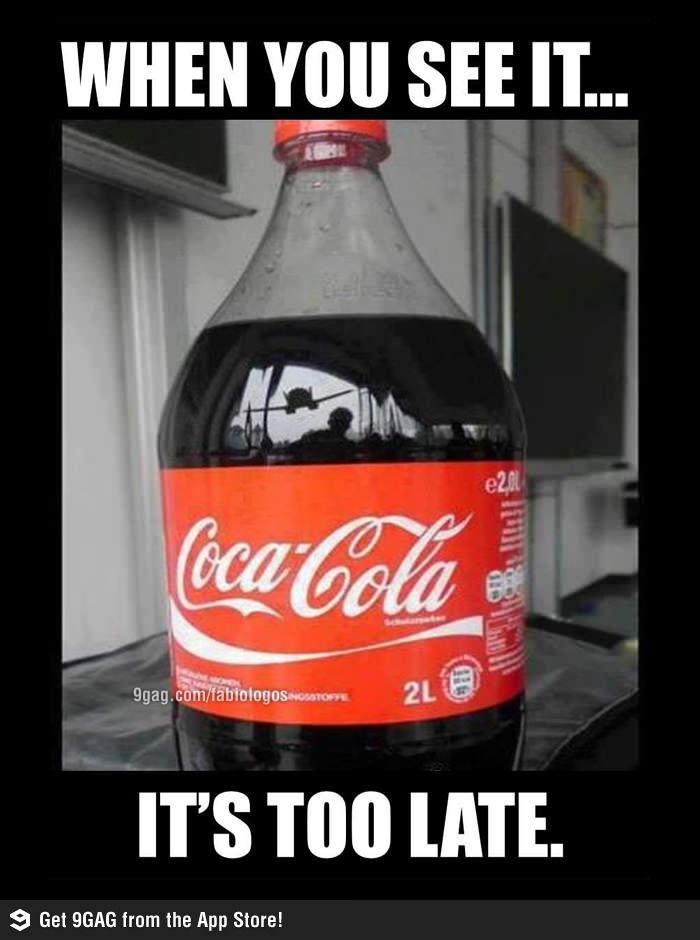 WHEN YOU SEE IT...
e2,0L
Coca-Cola
9gag.com/fabiologos
2L
IT'S TOO LATE.
Get 9GAG from the App Store!